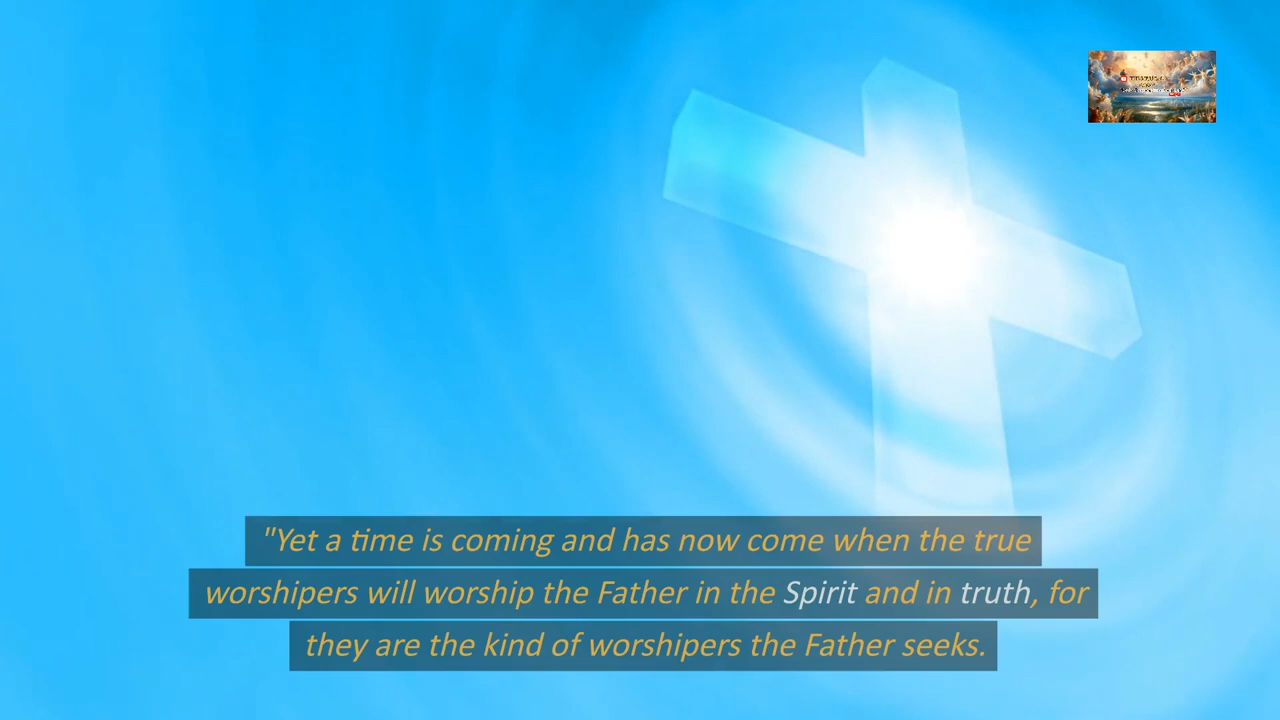 "Yet a time is coming and has now come when the true
worshipers will worship the Father in the Spirit and in truth, for
they are the kind of worshipers the Father seeks.